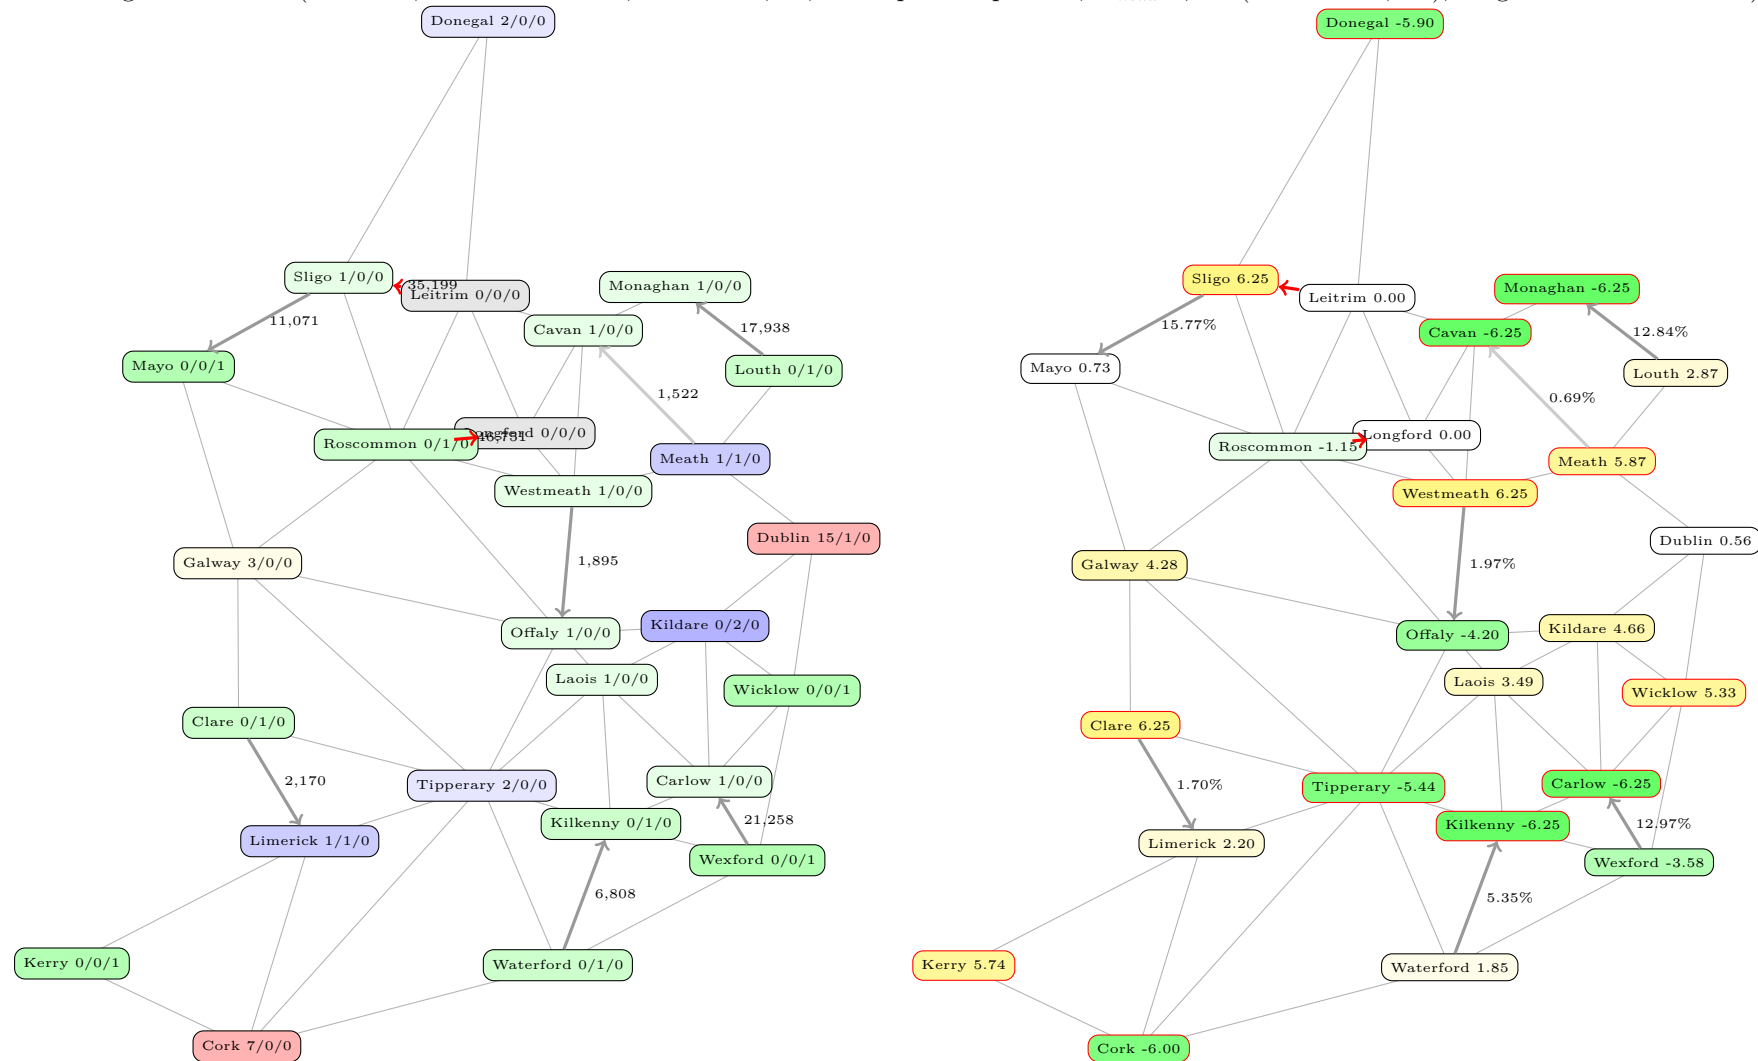 Donegal 2/0/0
Sligo 1/0/0
35,199
Leitrim 0/0/0
Monaghan 1/0/0
11,071
Cavan 1/0/0
17,938
Mayo 0/0/1
Louth 0/1/0
1,522
Roscommon 0/1/0
0/0/0
Meath 1/1/0
Westmeath 1/0/0
Dublin 15/1/0
Galway 3/0/0
1,895
Offaly 1/0/0
Kildare 0/2/0
Laois 1/0/0
Wicklow 0/0/1
Clare 0/1/0
2,170
Tipperary 2/0/0
Carlow 1/0/0
Limerick 1/1/0
Kilkenny 0/1/0
21,258
Wexford 0/0/1
6,808
Kerry 0/0/1
Waterford 0/1/0
Cork 7/0/0
Donegal -5.90
Sligo 6.25
Leitrim 0.00
Monaghan -6.25
15.77%
Cavan -6.25
12.84%
Mayo 0.73
Louth 2.87
0.69%
Roscommon -1.15
Longford 0.00
Meath 5.87
Westmeath 6.25
Dublin 0.56
Galway 4.28
1.97%
Offaly -4.20
Kildare 4.66
Laois 3.49
Wicklow 5.33
Clare 6.25
1.70%
Tipperary -5.44
Carlow -6.25
Limerick 2.20
Kilkenny -6.25
12.97%
Wexford -3.58
5.35%
Kerry 5.74
Waterford 1.85
Cork -6.00